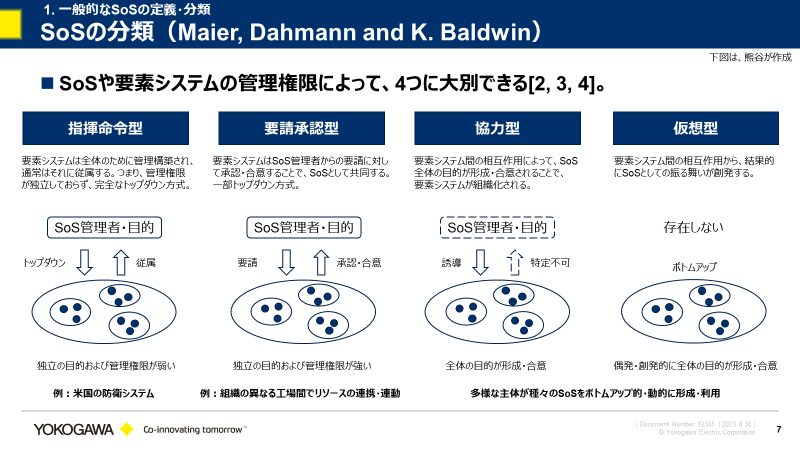 1. 一般的なSoSの定義・分類
SoSの分類（Maier, Dahmann and K. Baldwin）
下図は、熊谷が作成
■ SoSや要素システムの管理権限によって、4つに大別できる[2, 3, 4]。
指揮命令型
要素システムは全体のために管理構築され、
通常はそれに従属する。つまり、管理権限
が独立しておらず、完全なトップダウン方式。
SoS管理者・目的
トップダウン
従属
独立の目的および管理権限が弱い
例：米国の防衛システム
要請承認型
要素システムはSoS管理者からの要請に対し
て承認・合意することで、SoSとして共同する。
一部トップダウン方式。
SoS管理者・目的
要請
承認・合意
独立の目的および管理権限が強い
例：組織の異なる工場間でリソースの連携・連動
協力型
要素システム間の相互作用によって、SoS
全体の目的が形成・合意されることで、
要素システムが組織化される。
SoS管理者・目的
誘導
特定不可
全体の目的が形成・合意
仮想型
要素システム間の相互作用から、結果的
にSoSとしての振る舞いが創発する。
存在しない
ボトムアップ
偶発・創発的に全体の目的が形成・合意
多様な主体が種々のSoSをボトムアップ的・動的に形成・利用
YOKOGAWA
Co-innovating tomorrow™
| Document Number 12345 | 2023.8.30 |
© Yokogawa Electric Corporation
7